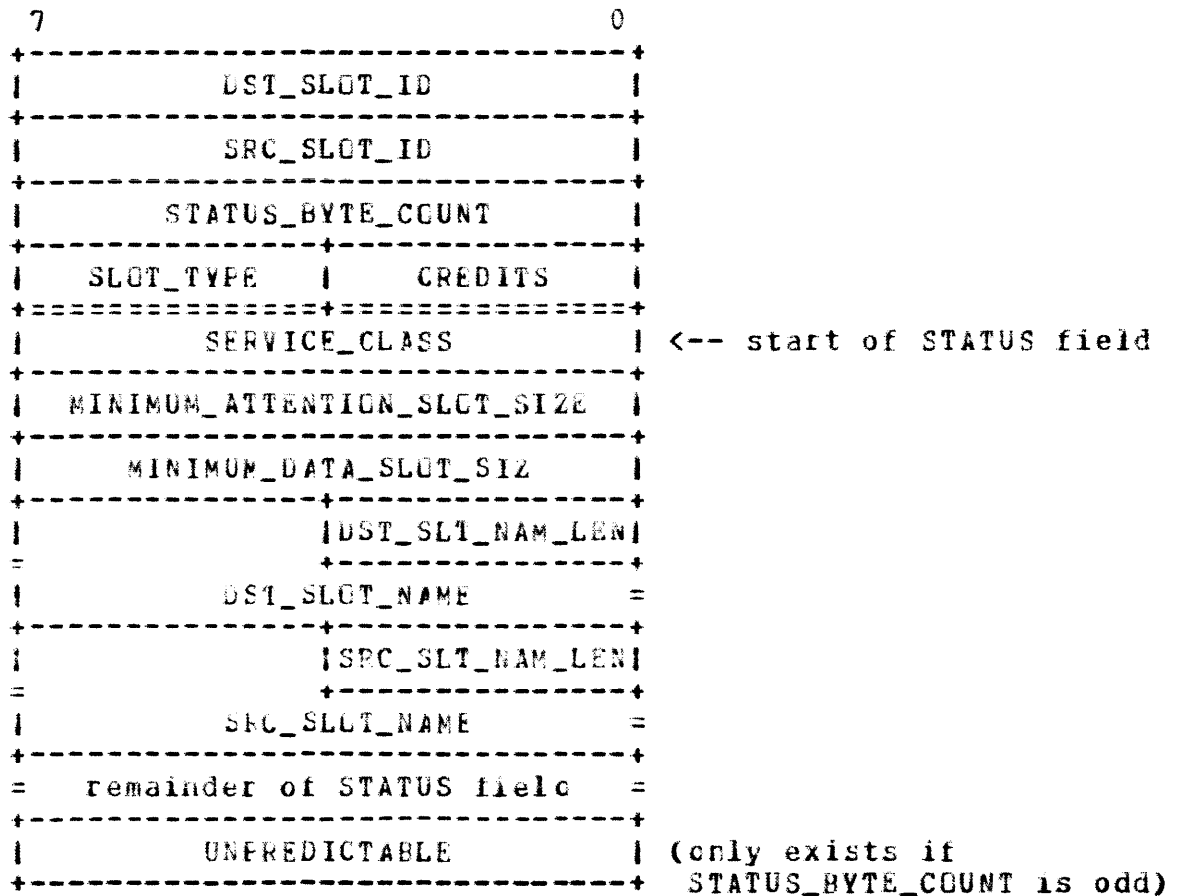 7 0
DST_SLOT_ID
SRC_SLOT_ID
STATUS_BYTE_COUNT
SLOT_TYPE CREDITS
SERVICE_CLASS <-- start of STATUS field
MINIMUM_ATTENTION_SLOT_SIZE
MINIMUM_DATA_SLOT_SIZ
DST_SLT_NAM_LEN
DST_SLOT_NAME
SRC_SLT_NAM_LEN
SRC_SLOT_NAME
remainder of STATUS field
UNPREDICTABLE (only exists if
STATUS_BYTE_COUNT is odd)